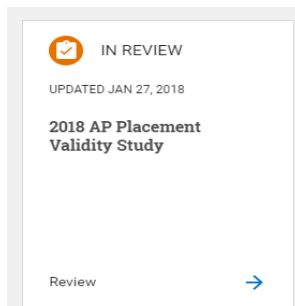 IN REVIEW
UPDATED JAN 27, 2018
2018 AP Placement
Validity Study
Review